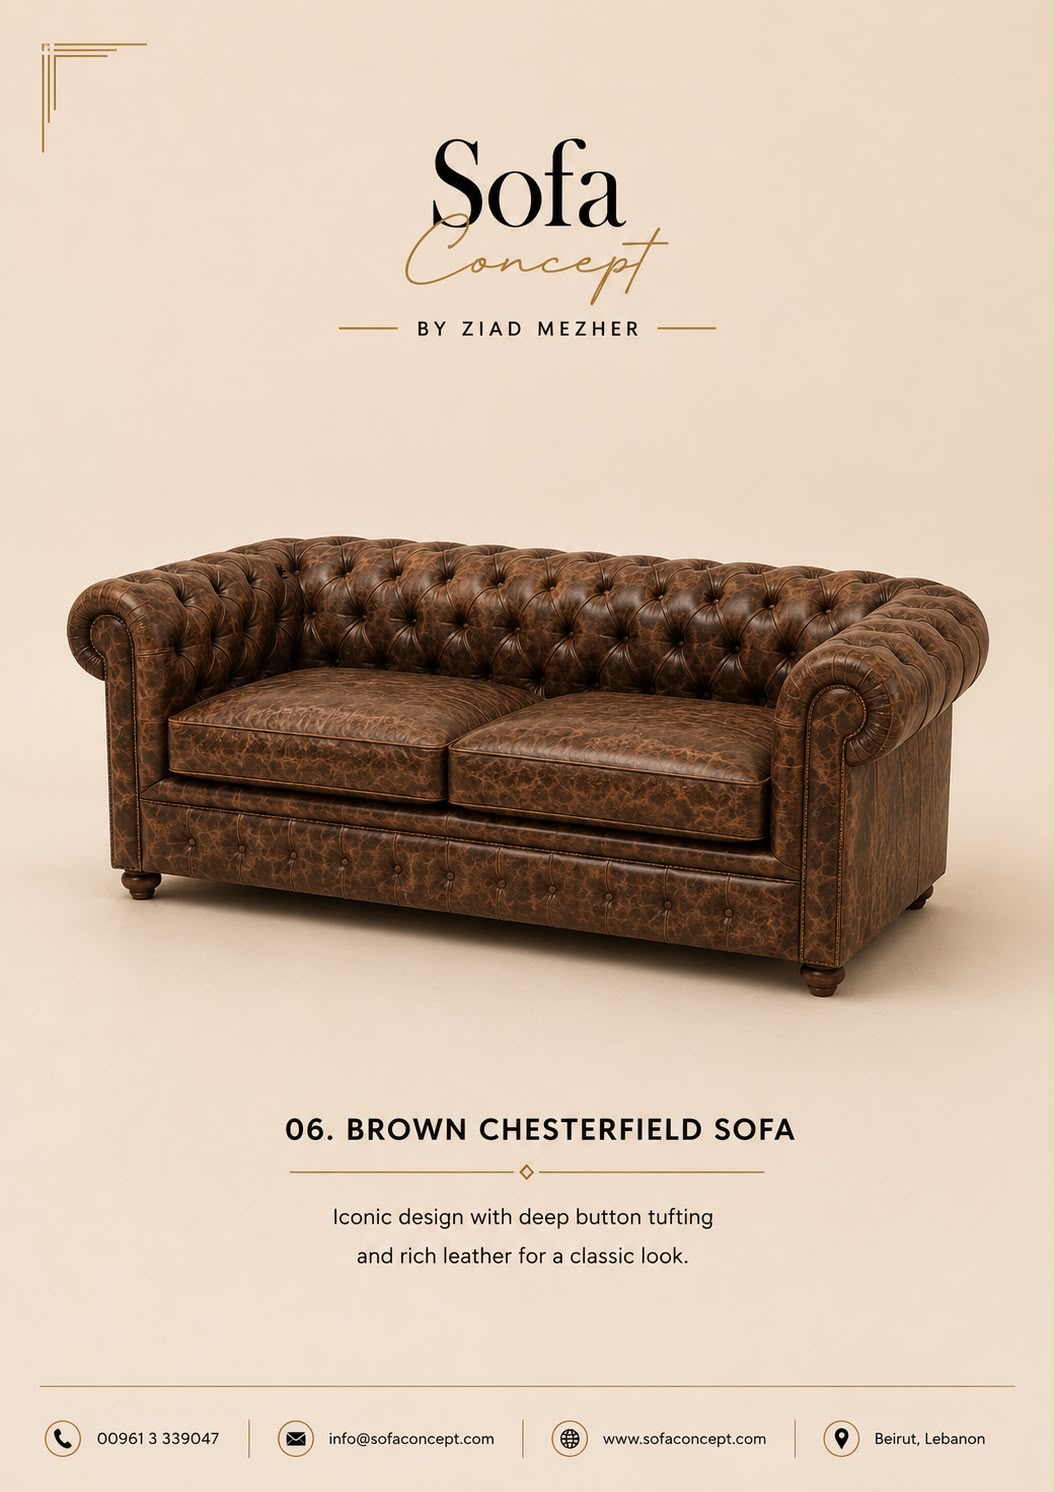 Sofa
Concept
BY ZIAD MEZHER
06. BROWN CHESTERFIELD SOFA
Iconic design with deep button tufting
and rich leather for a classic look.
00961 3 339047
info@sofaconcept.com
www.sofaconcept.com
Beirut, Lebanon